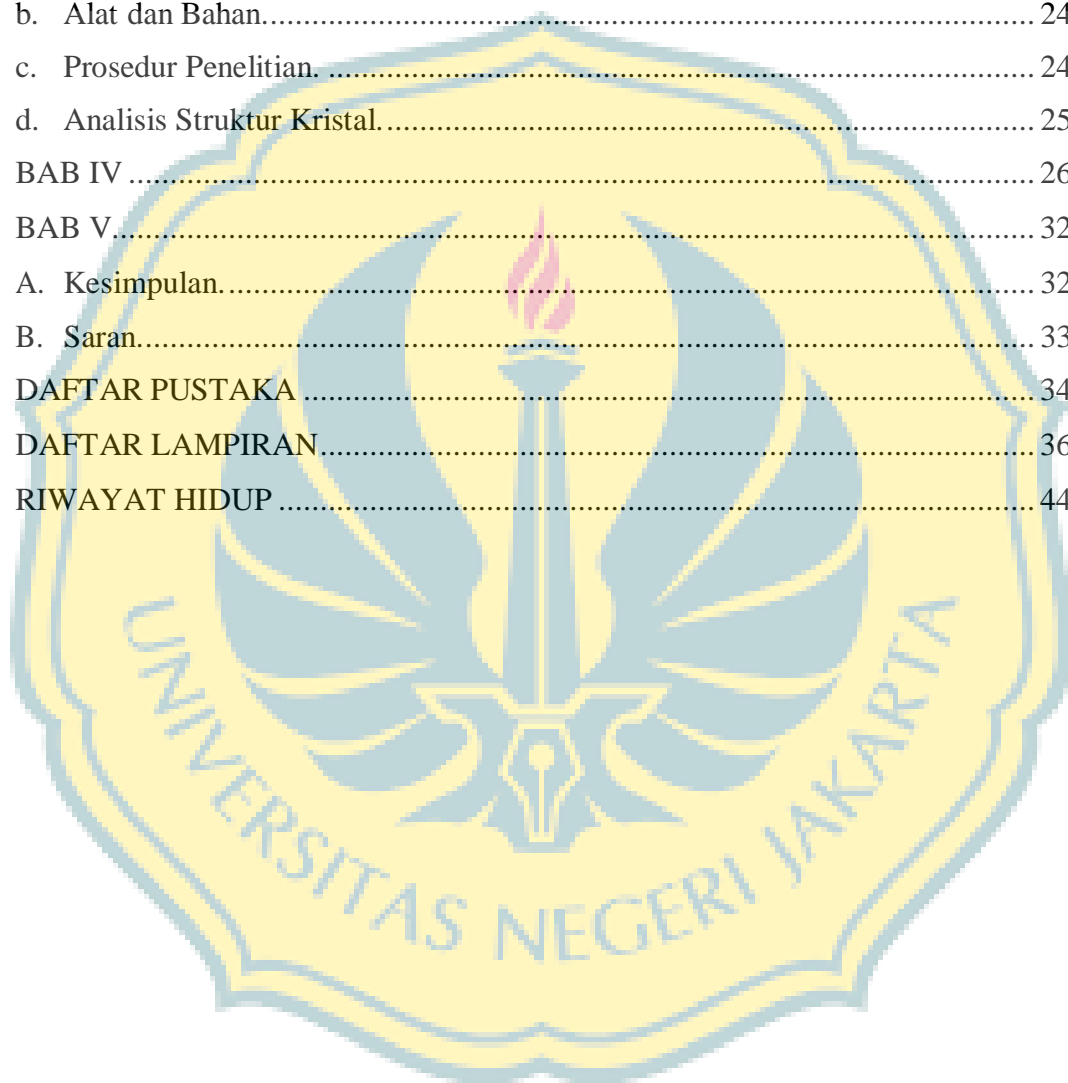 b. Alat dan Bahan.................................................................... 24
c. Prosedur Penelitian. ............................................................ 24
d. Analisis Struktur Kristal....................................................... 25
BAB IV ................................................................................ 26
BAB V.................................................................................. 32
A. Kesimpulan......................................................................... 32
B. Saran.................................................................................. 33
DAFTAR PUSTAKA ............................................................. 34
DAFTAR LAMPIRAN............................................................ 36
RIWAYAT HIDUP ................................................................ 44
UNIVERSITAS NEGERI JAKARTA